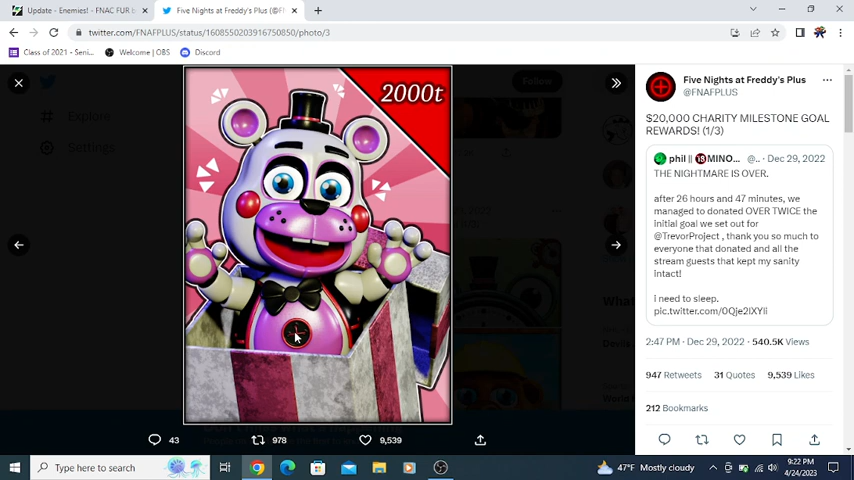 Update - Enemies! - FNAC FUR b
Five Nights at Freddy's Plus (@Fl
twitter.com/FNAFPLUS/status/1608550203916750850/photo/3
Class of 2021 - Seni...
Welcome | OBS
Discord
2000t
Explore
Settings
Follow
43
978
9,539
Five Nights at Freddy's Plus
@FNAFPLUS
$20,000 CHARITY MILESTONE GOAL
REWARDS! (1/3)
phil || 🔞MINO... @.. · Dec 29, 2022
THE NIGHTMARE IS OVER.
after 26 hours and 47 minutes, we
managed to donated OVER TWICE the
initial goal we set out for
@TrevorProject , thank you so much to
everyone that donated and all the
stream guests that kept my sanity
intact!
i need to sleep.
pic.twitter.com/0Qje2lXYli
2:47 PM · Dec 29, 2022 · 540.5K Views
947 Retweets 31 Quotes 9,539 Likes
212 Bookmarks
Type here to search
47°F Mostly cloudy
9:22 PM
4/24/2023